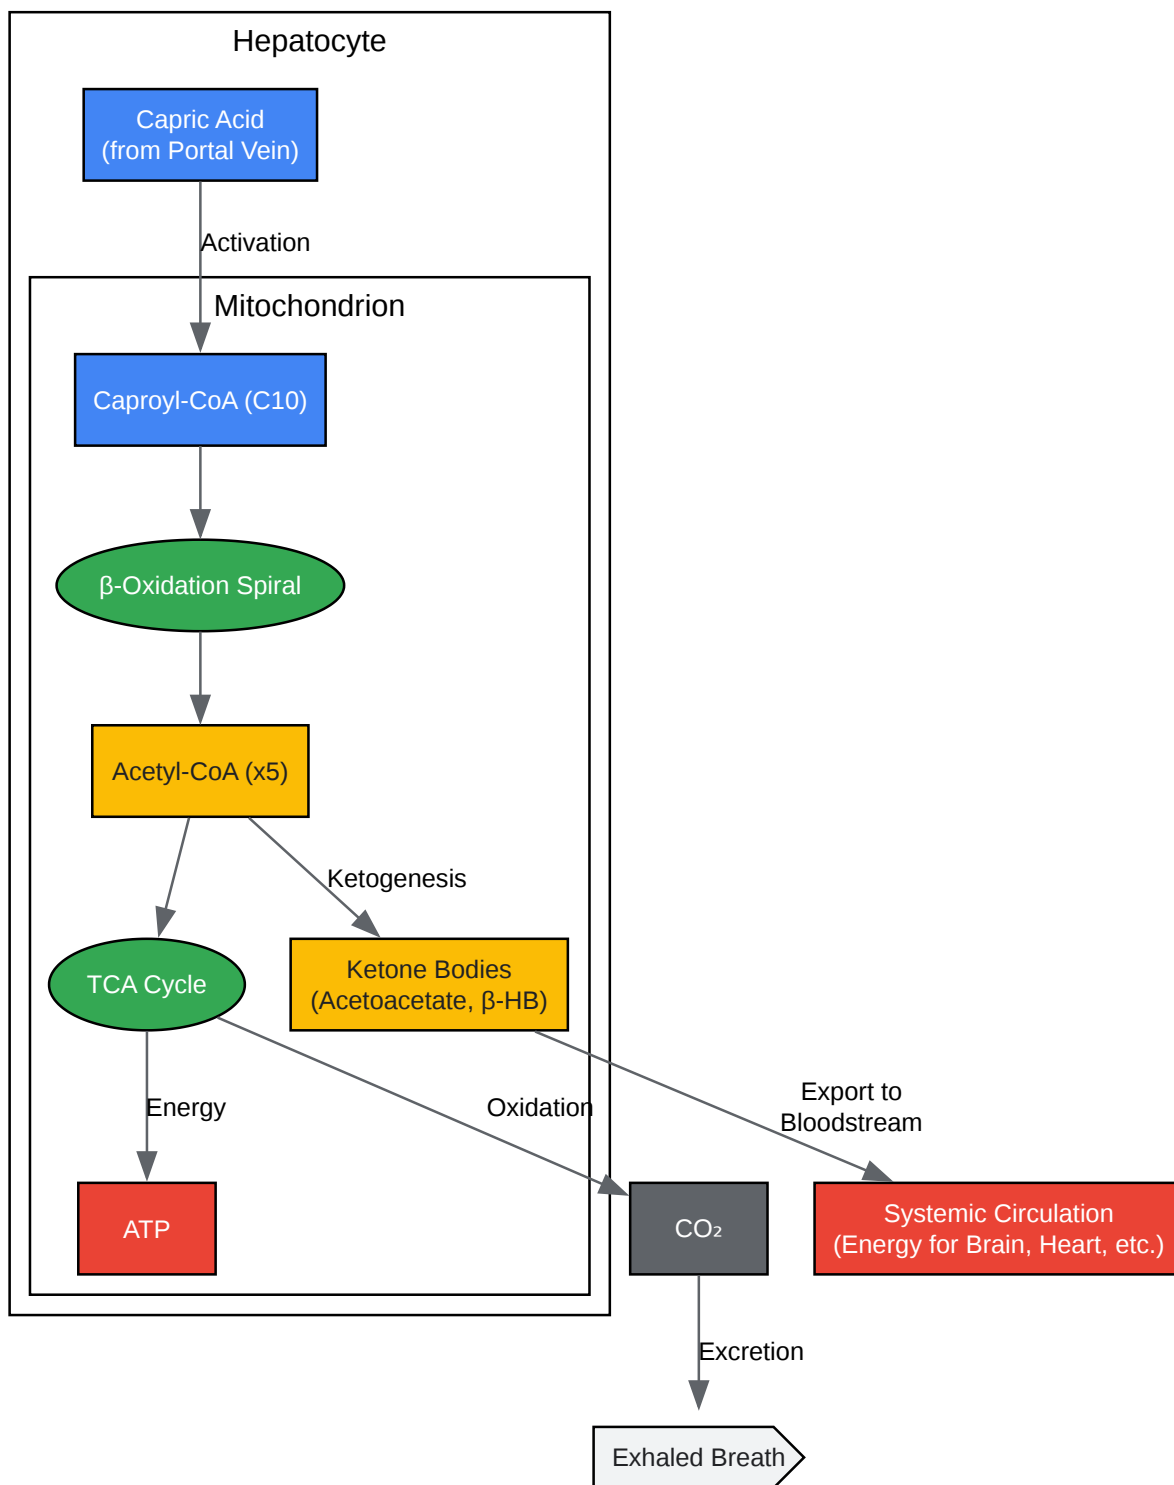 Hepatocyte
Capric Acid
(from Portal Vein)
Activation
Mitochondrion
Caproyl-CoA (C10)
β-Oxidation Spiral
Acetyl-CoA (x5)
Ketogenesis
TCA Cycle
Ketone Bodies
(Acetoacetate, β-HB)
Energy
Oxidation
Export to
Bloodstream
ATP
CO₂
Systemic Circulation
(Energy for Brain, Heart, etc.)
Excretion
Exhaled Breath